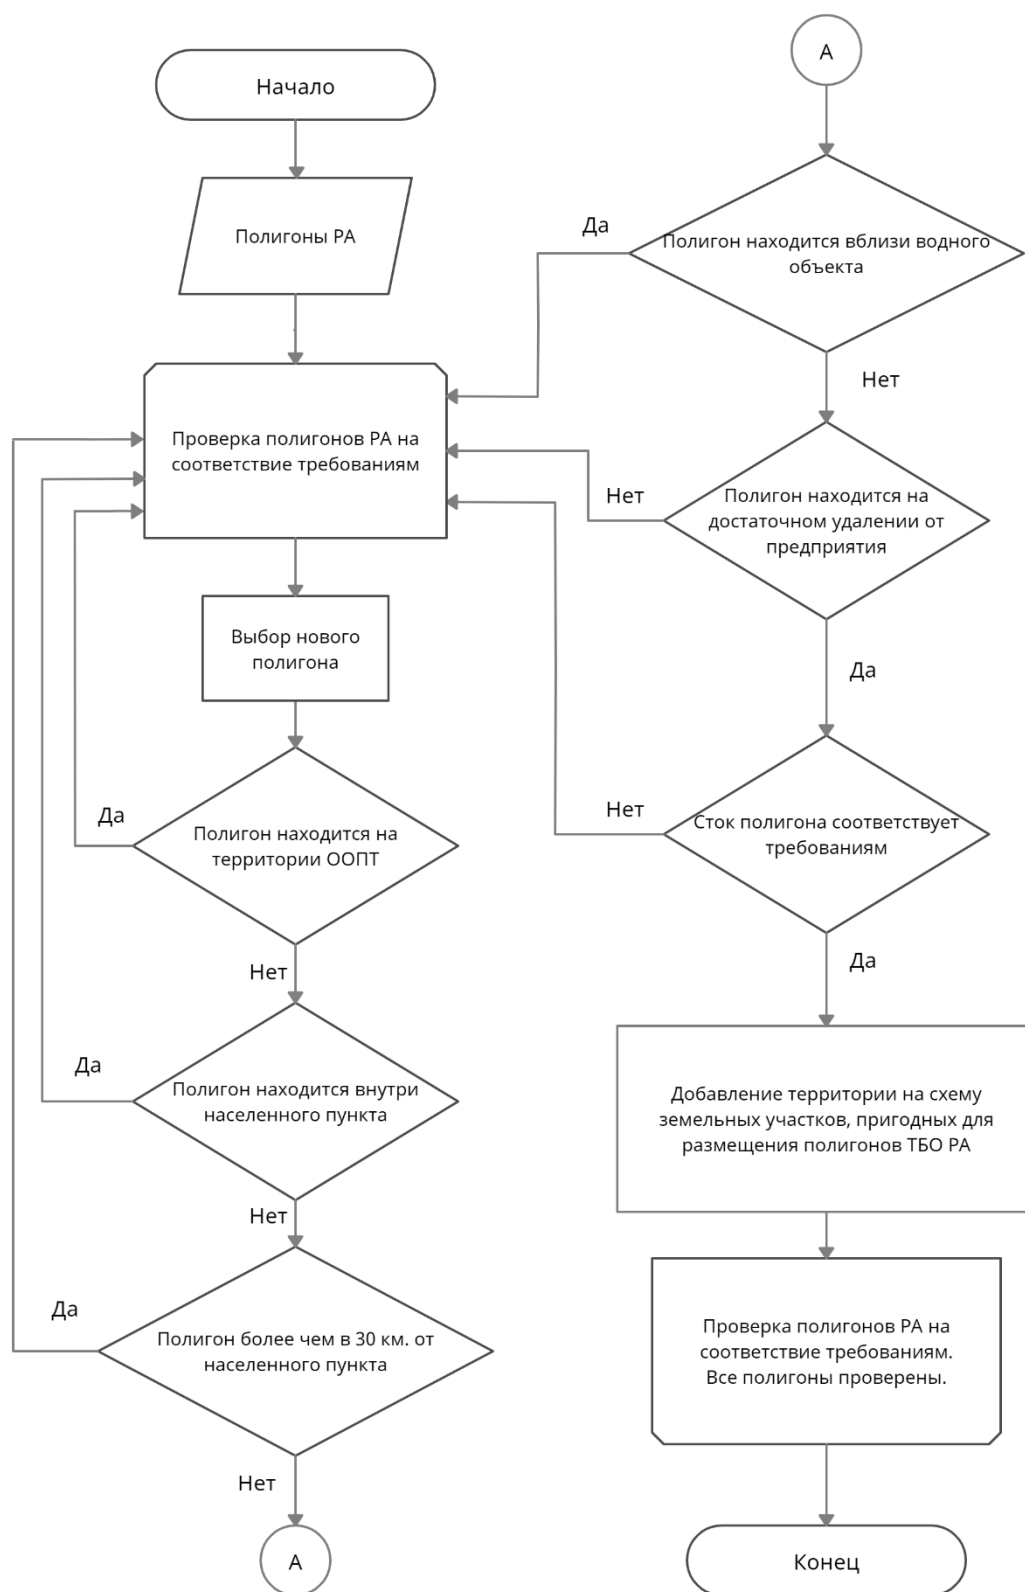 Начало
Полигоны РА
Проверка полигонов РА на
соответствие требованиям
Выбор нового
полигона
Да
Полигон находится на
территории ООПТ
Нет
Да
Полигон находится внутри
населенного пункта
Нет
Да
Полигон более чем в 30 км. от
населенного пункта
Нет
А
А
Да
Полигон находится вблизи водного
объекта
Нет
Нет
Полигон находится на
достаточном удалении от
предприятия
Да
Нет
Сток полигона соответствует
требованиям
Да
Добавление территории на схему
земельных участков, пригодных для
размещения полигонов ТБО РА
Проверка полигонов РА на
соответствие требованиям.
Все полигоны проверены.
Конец